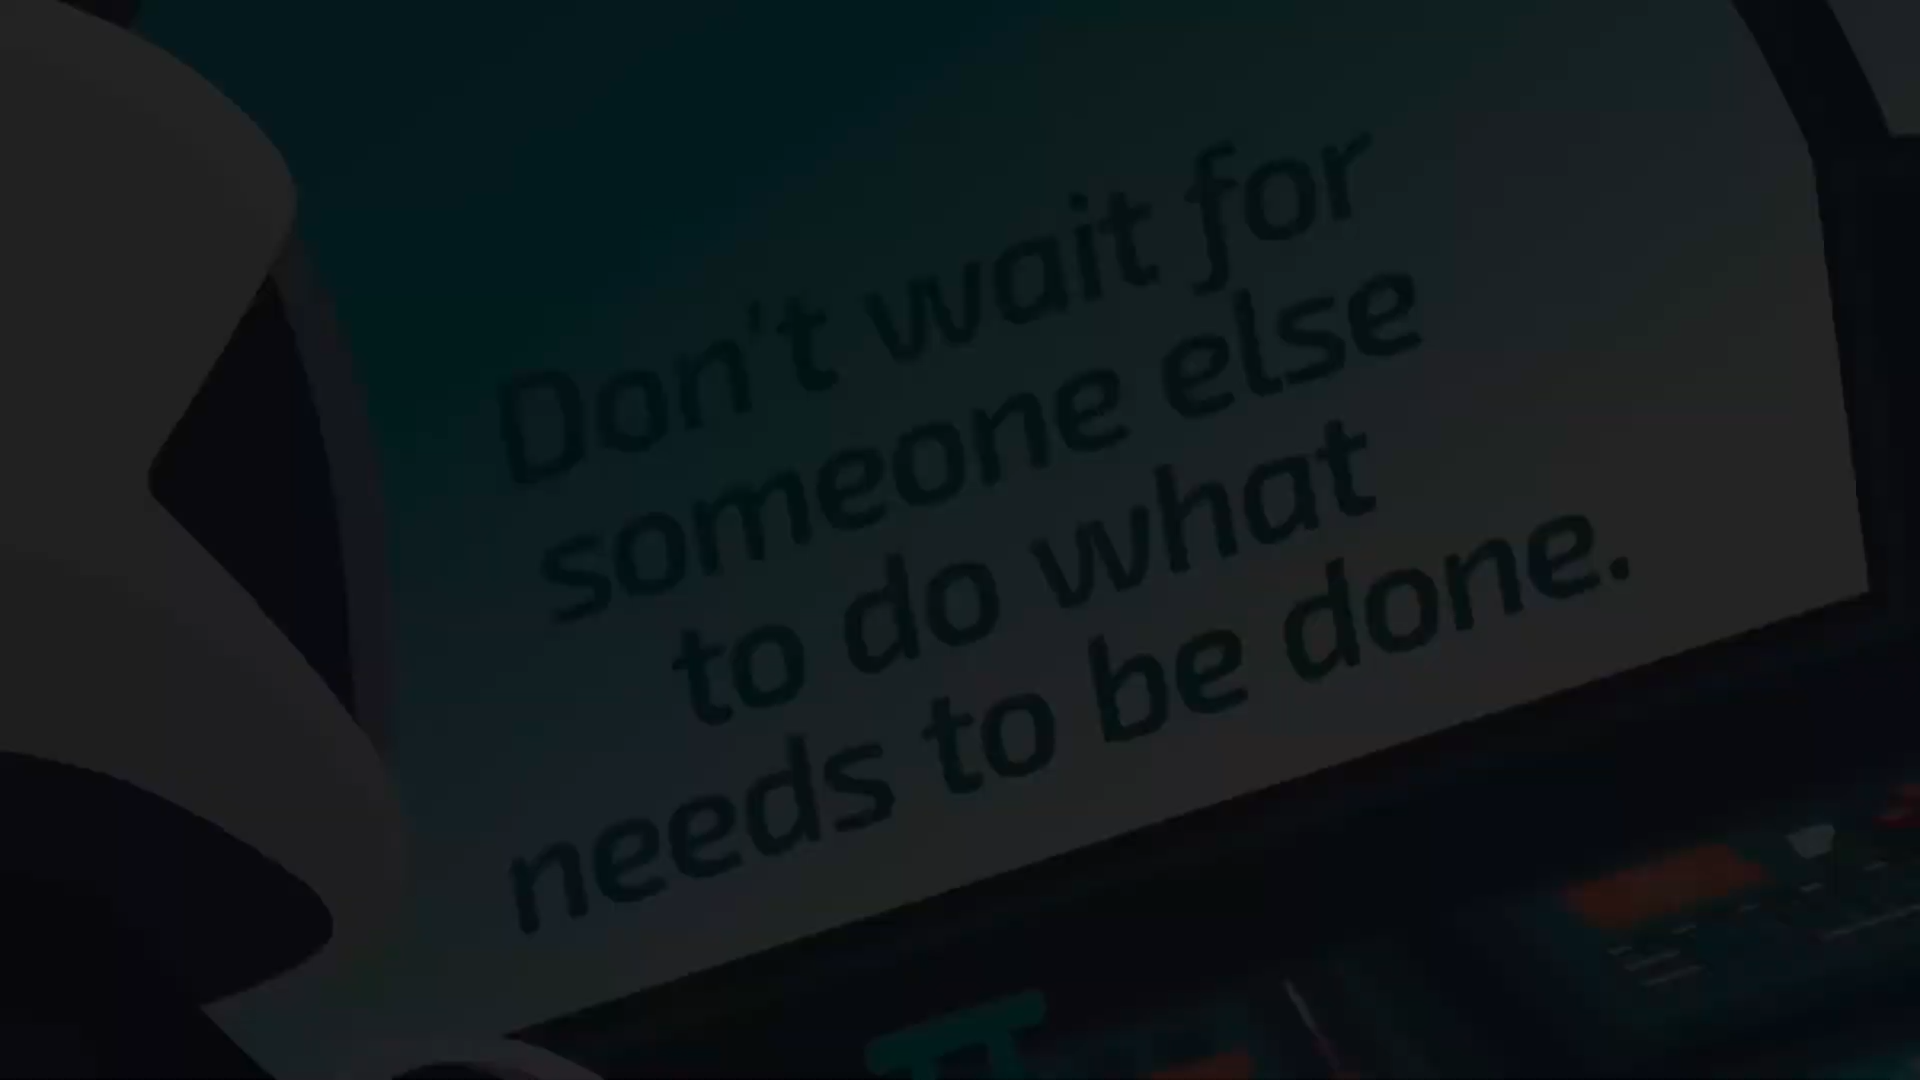 Don't wait for
someone else
to do what
needs to be done.